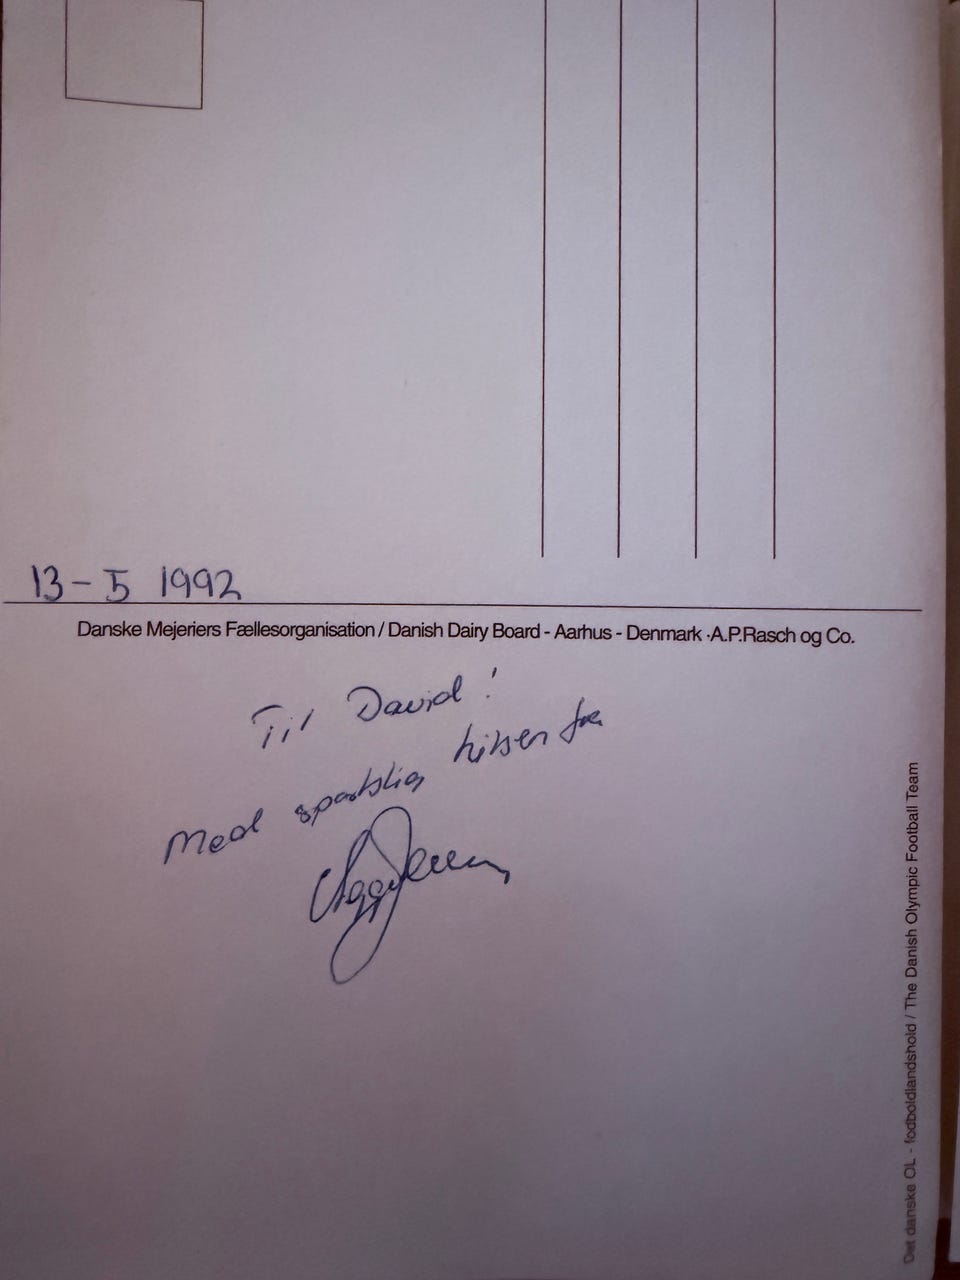 13 - 5 1992
Danske Mejeriers Fællesorganisation / Danish Dairy Board - Aarhus - Denmark · A.P.Rasch og Co.
Til David!
Med sportslig hilsen fra
Det danske OL - fodboldlandshold / The Danish Olympic Football Team